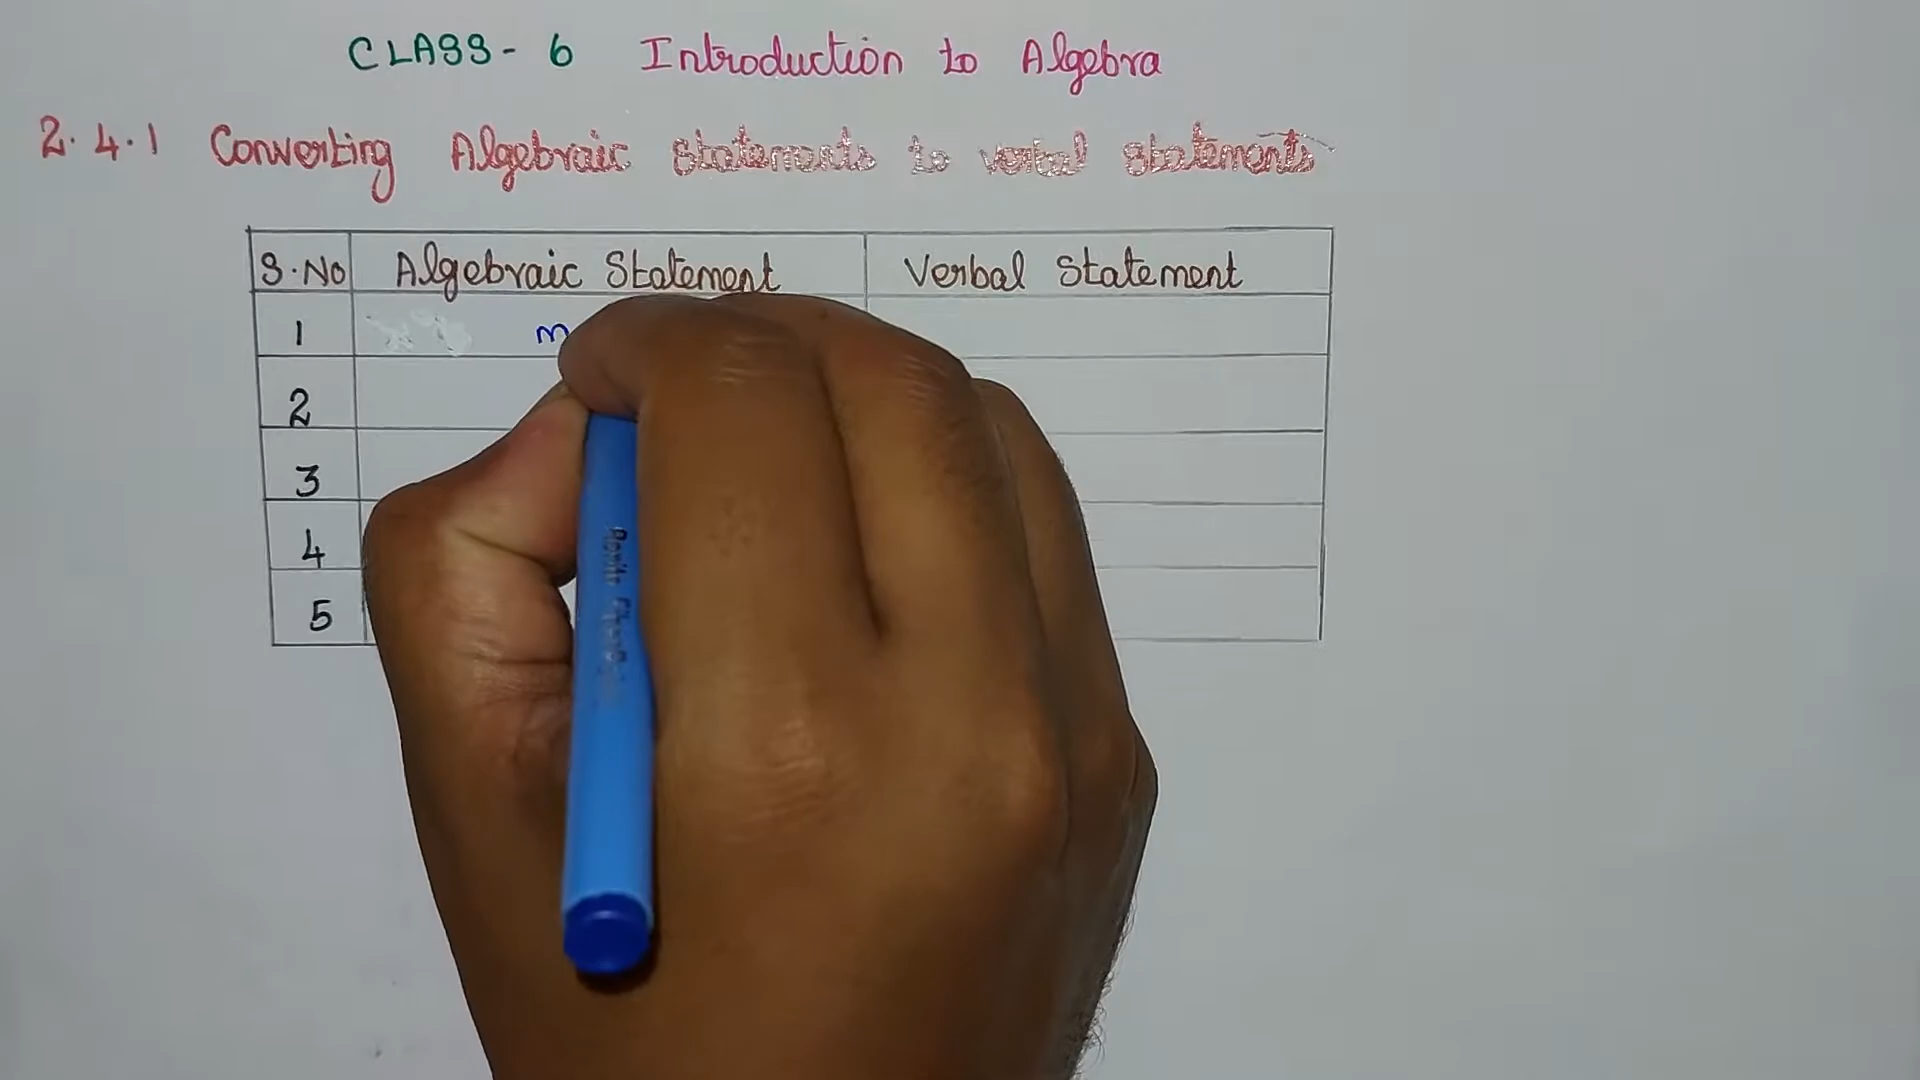 CLASS - 6 Introduction to Algebra
2.4.1 Converting Algebraic Statements to verbal statements
S.No Algebraic Statement Verbal Statement
1 m
2
3
4
5